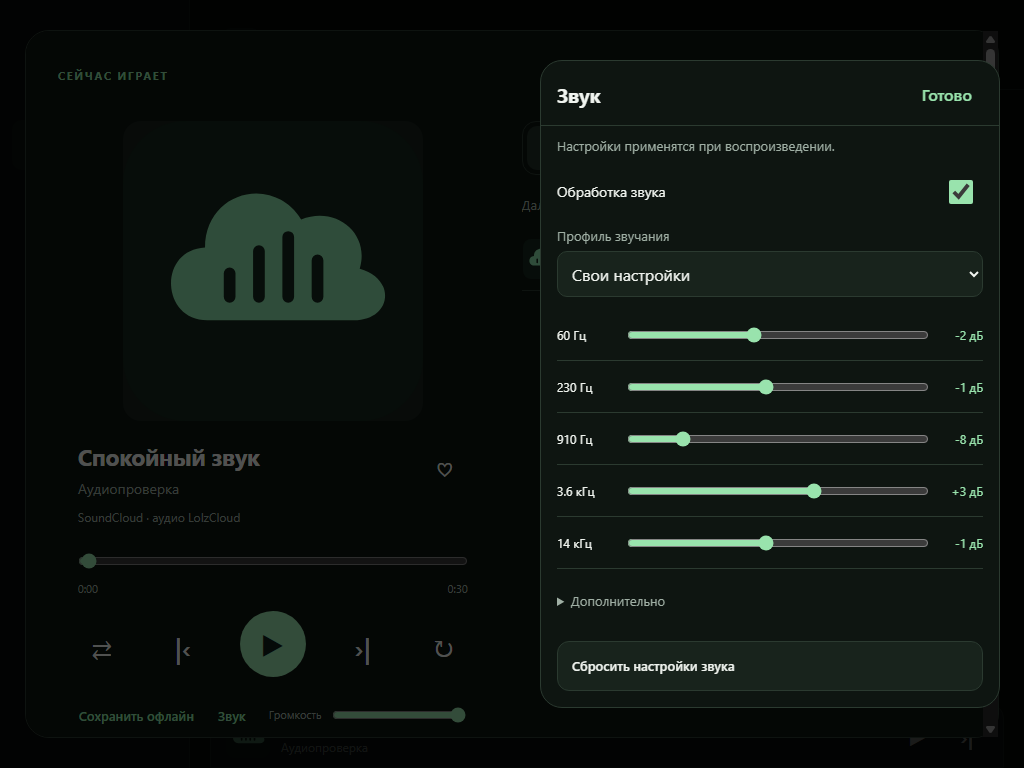 СЕЙЧАС ИГРАЕТ
Спокойный звук
Аудиопроверка
SoundCloud · аудио LolzCloud
0:00
0:30
Сохранить офлайн
Звук
Громкость
Аудиопроверка
Звук
Готово
Настройки применятся при воспроизведении.
Обработка звука
Профиль звучания
Свои настройки
60 Гц -2 дБ
230 Гц -1 дБ
910 Гц -8 дБ
3.6 кГц +3 дБ
14 кГц -1 дБ
Дополнительно
Сбросить настройки звука